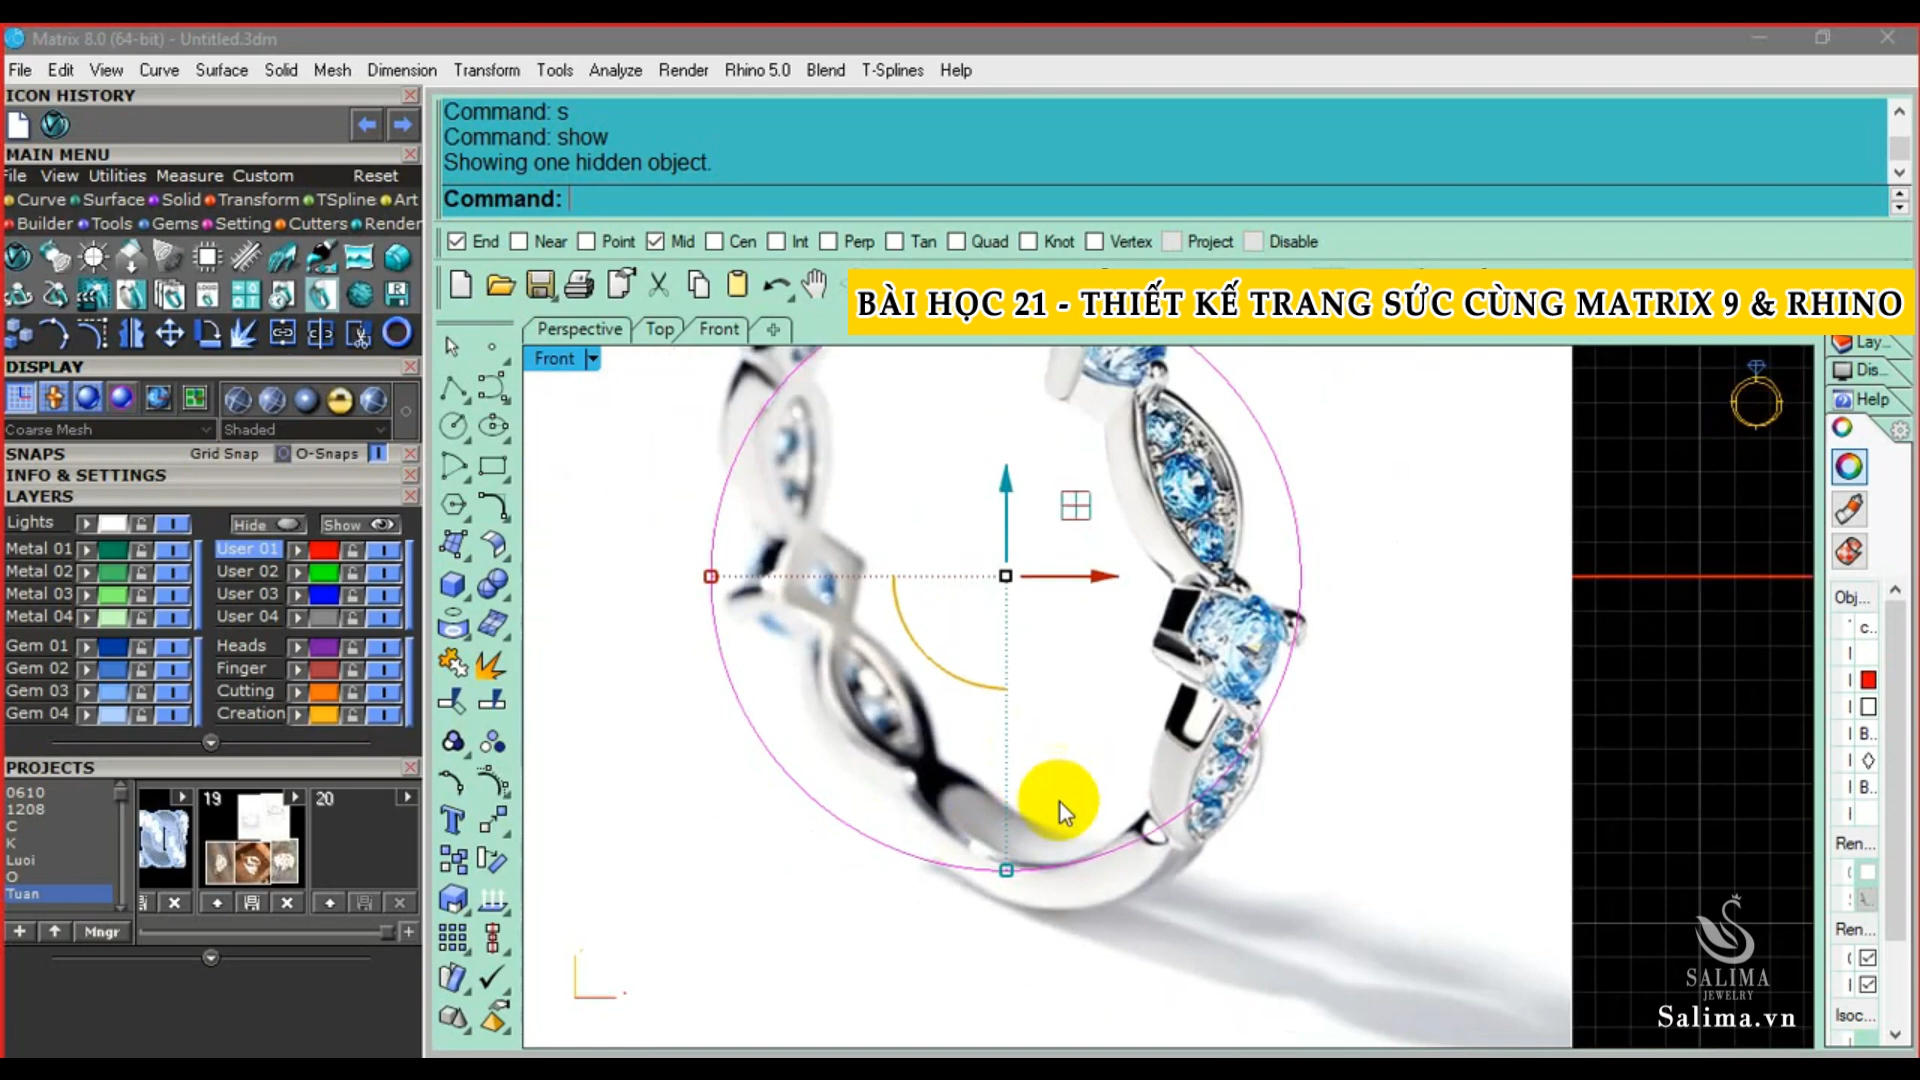 Matrix 8.0 (64-bit) - Untitled.3dm
File Edit View Curve Surface Solid Mesh Dimension Transform Tools Analyze Render Rhino 5.0 Blend T-Splines Help
ICON HISTORY
MAIN MENU
File View Utilities Measure Custom Reset
Curve Surface Solid Transform TSpline Art
Builder Tools Gems Setting Cutters Render
DISPLAY
Coarse Mesh Shaded
SNAPS Grid Snap O-Snaps
INFO & SETTINGS
LAYERS
Lights Hide Show
Metal 01 User 01
Metal 02 User 02
Metal 03 User 03
Metal 04 User 04
Gem 01 Heads
Gem 02 Finger
Gem 03 Cutting
Gem 04 Creation
PROJECTS
0610
1208
C
K
Luoi
O
Tuan
19 20
Mngr
Command: s
Command: show
Showing one hidden object.
Command:
End Near Point Mid Cen Int Perp Tan Quad Knot Vertex Project Disable
BÀI HỌC 21 - THIẾT KẾ TRANG SỨC CÙNG MATRIX 9 & RHINO
Perspective Top Front
Front
Lay...
Dis...
Help
Obj...
c..
B..
B..
Ren...
Ren...
Isoc...
SALIMA
JEWELRY
Salima.vn